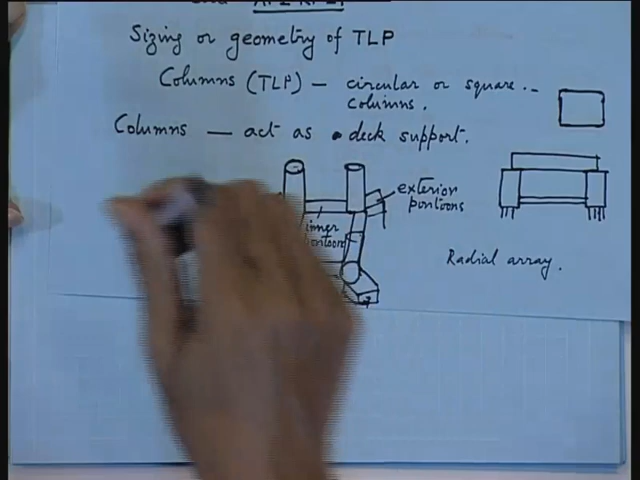 Sizing or geometry of TLP
Columns (TLP) — circular or square
columns.
Columns — act as deck support.
exterior
pontoons
inner
Radial array.